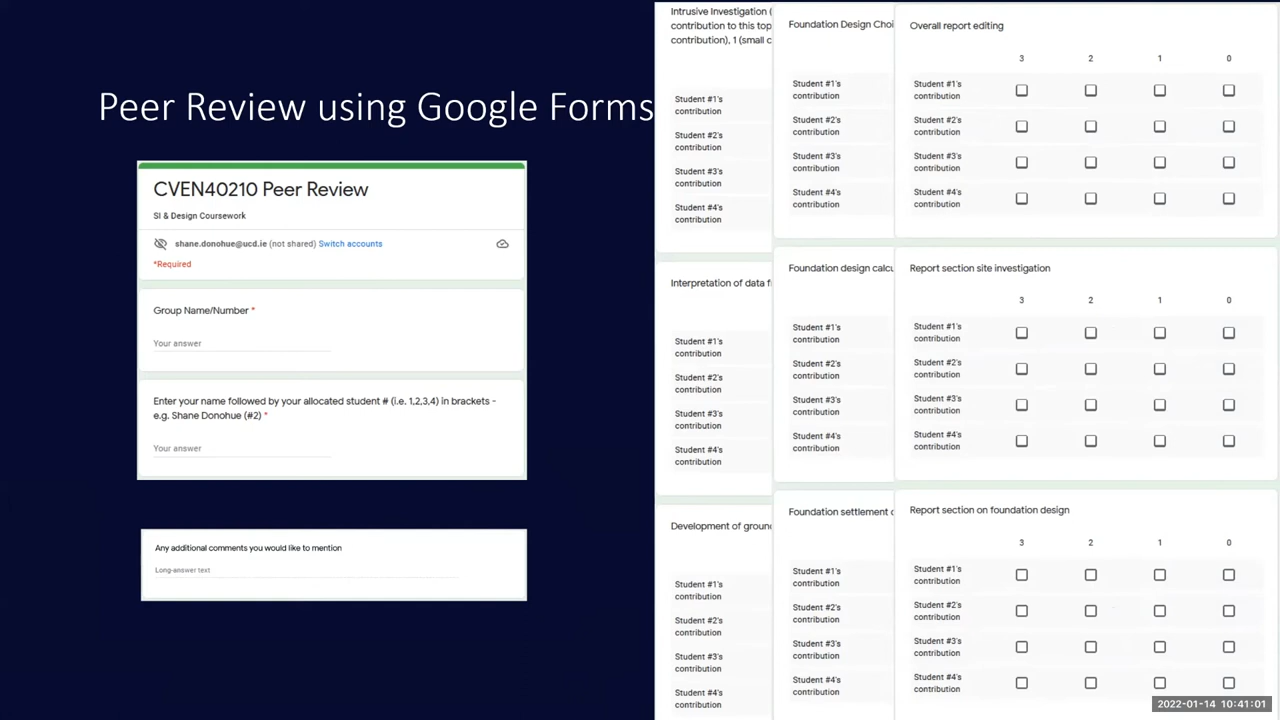 Peer Review using Google Forms
CVEN40210 Peer Review
SI & Design Coursework
shane.donohue@ucd.ie (not shared) Switch accounts
*Required
Group Name/Number *
Your answer
Enter your name followed by your allocated student # (i.e. 1,2,3,4) in brackets -
e.g. Shane Donohue (#2) *
Your answer
Any additional comments you would like to mention
Long-answer text
Intrusive Investigation (
contribution to this top
contribution), 1 (small c
Student #1's
contribution
Student #2's
contribution
Student #3's
contribution
Student #4's
contribution
Interpretation of data f
Student #1's
contribution
Student #2's
contribution
Student #3's
contribution
Student #4's
contribution
Development of ground
Student #1's
contribution
Student #2's
contribution
Student #3's
contribution
Student #4's
contribution
Foundation Design Choi
Student #1's
contribution
Student #2's
contribution
Student #3's
contribution
Student #4's
contribution
Foundation design calcu
Student #1's
contribution
Student #2's
contribution
Student #3's
contribution
Student #4's
contribution
Foundation settlement c
Student #1's
contribution
Student #2's
contribution
Student #3's
contribution
Student #4's
contribution
Overall report editing
3 2 1 0
Student #1's
contribution
Student #2's
contribution
Student #3's
contribution
Student #4's
contribution
Report section site investigation
3 2 1 0
Student #1's
contribution
Student #2's
contribution
Student #3's
contribution
Student #4's
contribution
Report section on foundation design
3 2 1 0
Student #1's
contribution
Student #2's
contribution
Student #3's
contribution
Student #4's
contribution
2022-01-14 10:41:01